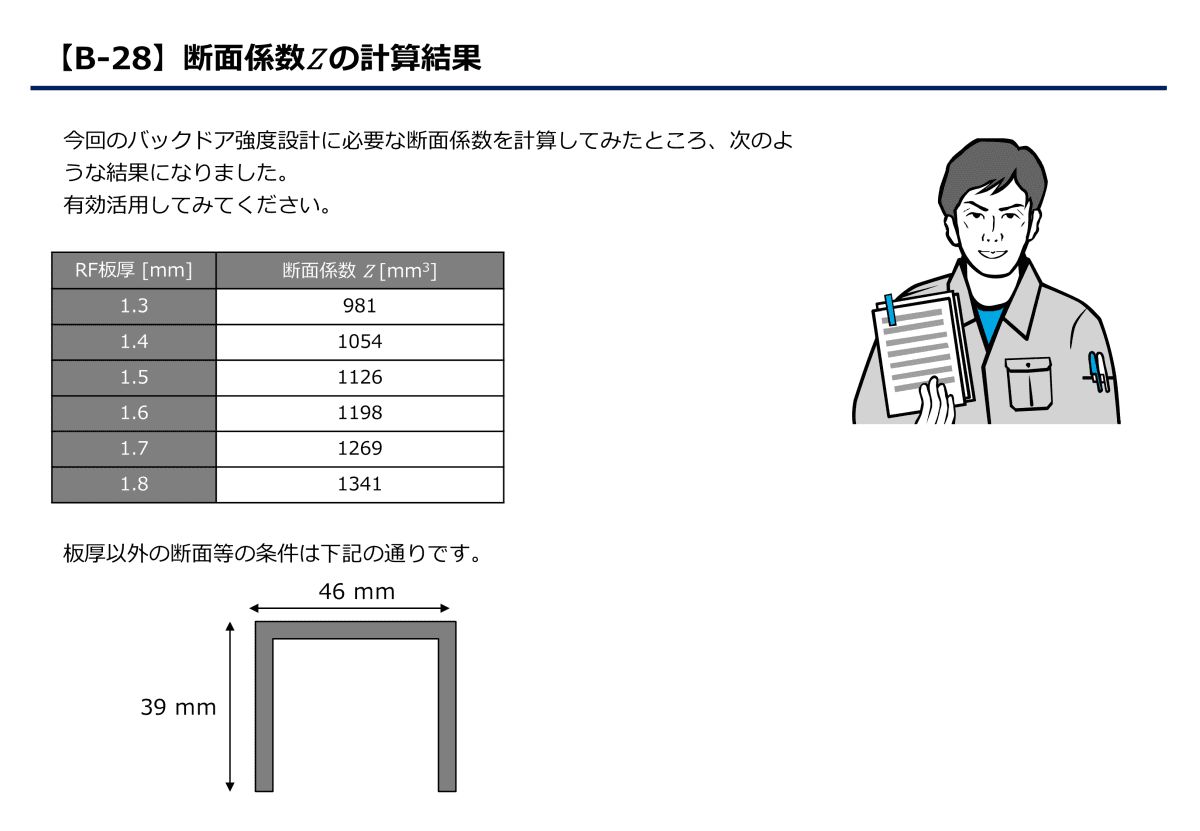 【B-28】断面係数Zの計算結果
今回のバックドア強度設計に必要な断面係数を計算してみたところ、次のよ
うな結果になりました。
有効活用してみてください。
RF板厚 [mm] 断面係数 Z [mm³]
1.3 981
1.4 1054
1.5 1126
1.6 1198
1.7 1269
1.8 1341
板厚以外の断面等の条件は下記の通りです。
46 mm
39 mm